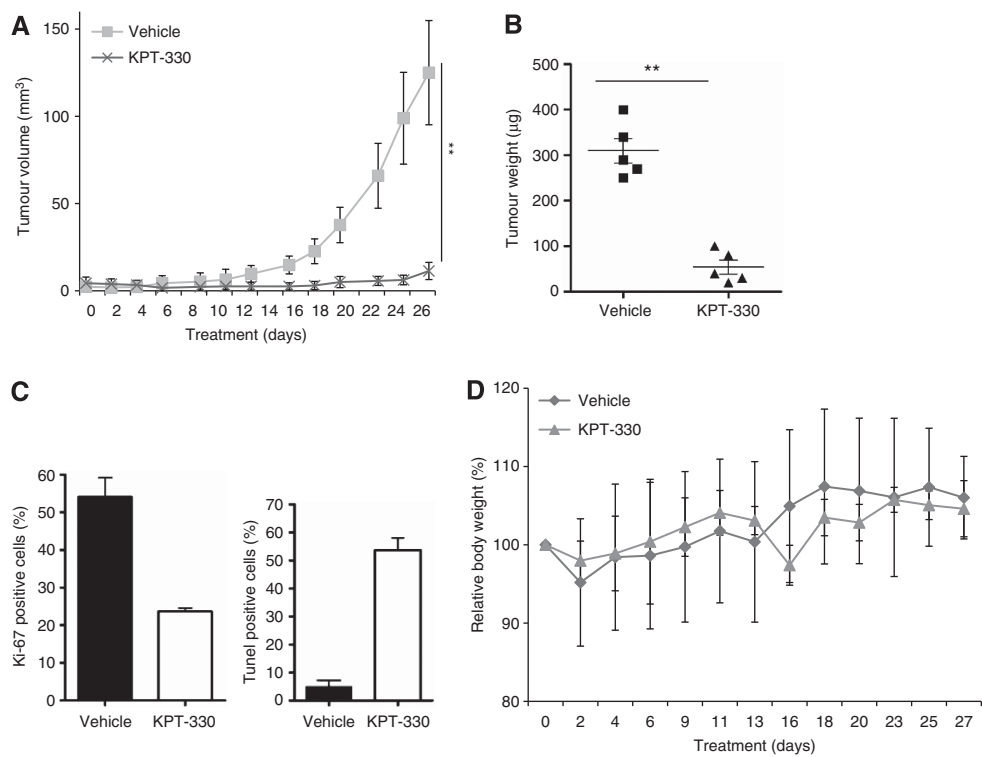 A
Vehicle
KPT-330
Tumour volume (mm³)
150
100
50
0
**
0 2 4 6 8 10 12 14 16 18 20 22 24 26
Treatment (days)
B
Tumour weight (µg)
500
400
300
200
100
0
**
Vehicle KPT-330
C
Ki-67 positive cells (%)
60
50
40
30
20
10
0
Vehicle KPT-330
Tunel positive cells (%)
70
60
50
40
30
20
10
0
Vehicle KPT-330
D
Vehicle
KPT-330
Relative body weight (%)
120
110
100
90
80
0 2 4 6 9 11 13 16 18 20 23 25 27
Treatment (days)